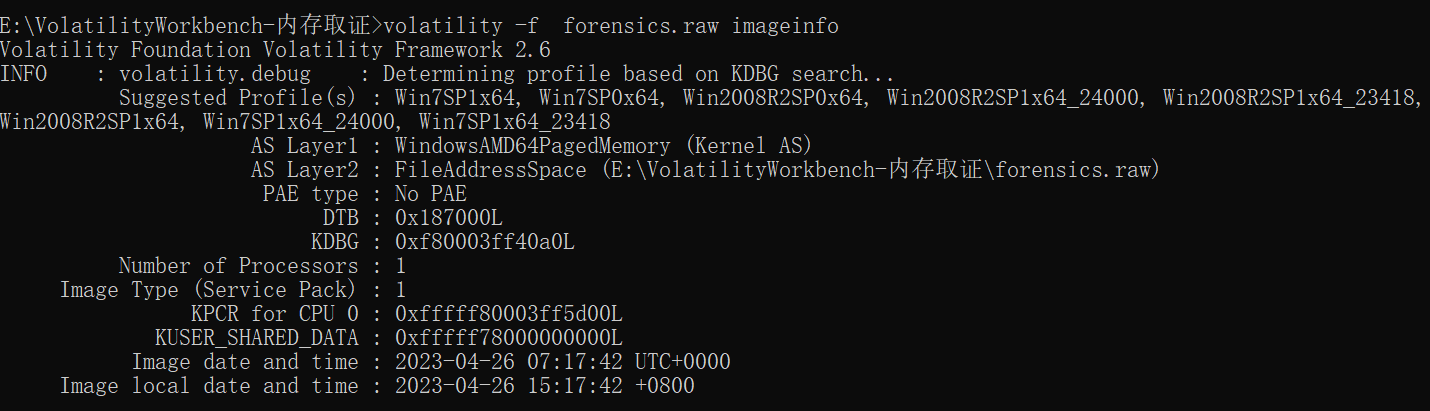 E:\VolatilityWorkbench-内存取证>volatility -f  forensics.raw imageinfo
Volatility Foundation Volatility Framework 2.6
INFO    : volatility.debug    : Determining profile based on KDBG search...
Suggested Profile(s) : Win7SP1x64, Win7SP0x64, Win2008R2SP0x64, Win2008R2SP1x64_24000, Win2008R2SP1x64_23418,
Win2008R2SP1x64, Win7SP1x64_24000, Win7SP1x64_23418
AS Layer1 : WindowsAMD64PagedMemory (Kernel AS)
AS Layer2 : FileAddressSpace (E:\VolatilityWorkbench-内存取证\forensics.raw)
PAE type : No PAE
DTB : 0x187000L
KDBG : 0xf80003ff40a0L
Number of Processors : 1
Image Type (Service Pack) : 1
KPCR for CPU 0 : 0xfffff80003ff5d00L
KUSER_SHARED_DATA : 0xfffff78000000000L
Image date and time : 2023-04-26 07:17:42 UTC+0000
Image local date and time : 2023-04-26 15:17:42 +0800